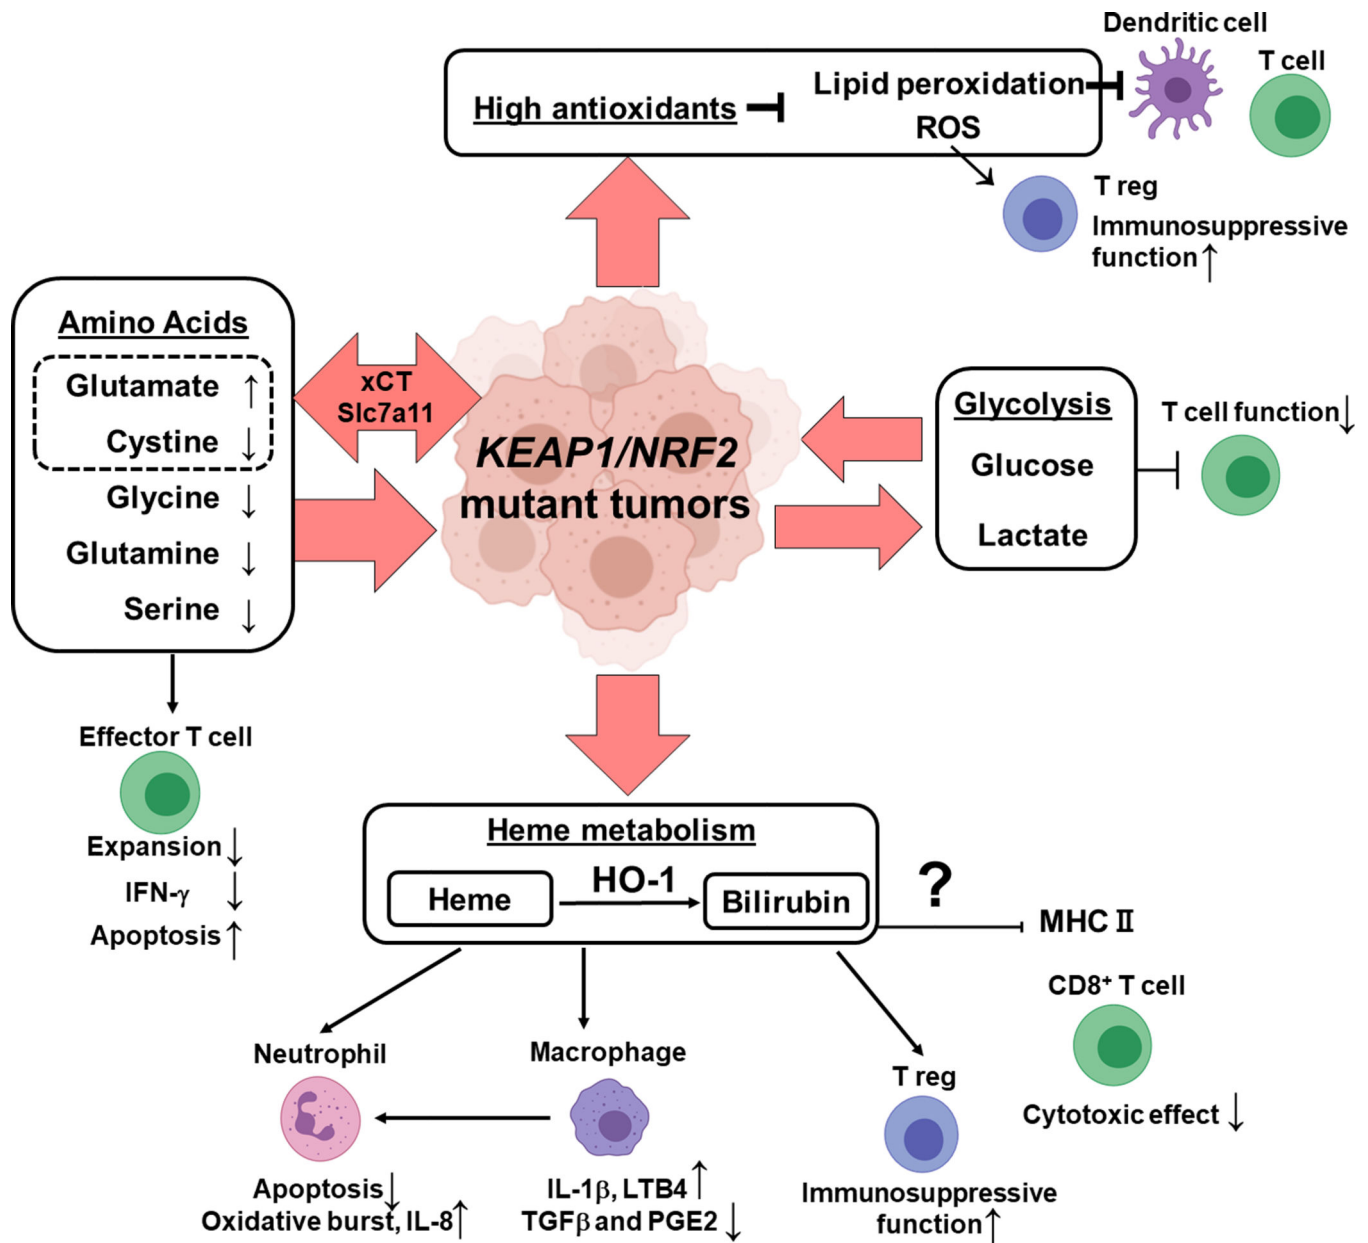 Dendritic cell
T cell
High antioxidants
Lipid peroxidation
ROS
T reg
Immunosuppressive
function ↑
Amino Acids
Glutamate ↑
Cystine ↓
Glycine ↓
Glutamine ↓
Serine ↓
xCT
Slc7a11
KEAP1/NRF2
mutant tumors
Glycolysis
Glucose
Lactate
T cell function ↓
Effector T cell
Expansion ↓
IFN-γ ↓
Apoptosis ↑
Heme metabolism
Heme
HO-1
Bilirubin
?
MHC Ⅱ
CD8⁺ T cell
Cytotoxic effect ↓
Neutrophil
Apoptosis ↓
Oxidative burst, IL-8 ↑
Macrophage
IL-1β, LTB4 ↑
TGFβ and PGE2 ↓
T reg
Immunosuppressive
function ↑